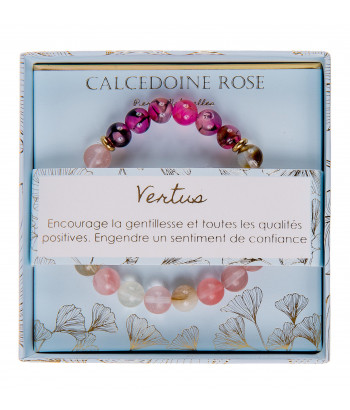 CALCEDOINE ROSE
Vertus
Encourage la gentillesse et toutes les qualités
positives. Engendre un sentiment de confiance